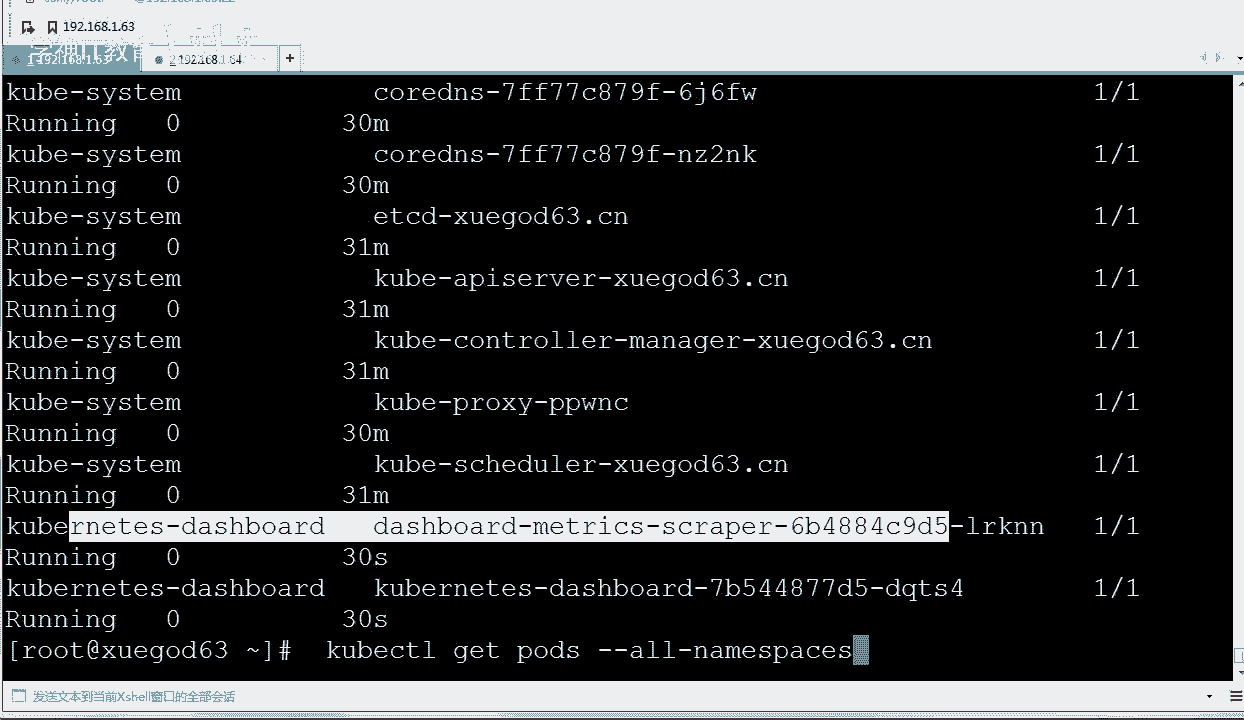 192.168.1.63
1 192.168.1.63
2 192.168.1.64
+
kube-system coredns-7ff77c879f-6j6fw 1/1
Running 0 30m
kube-system coredns-7ff77c879f-nz2nk 1/1
Running 0 30m
kube-system etcd-xuegod63.cn 1/1
Running 0 31m
kube-system kube-apiserver-xuegod63.cn 1/1
Running 0 31m
kube-system kube-controller-manager-xuegod63.cn 1/1
Running 0 31m
kube-system kube-proxy-ppwnc 1/1
Running 0 30m
kube-system kube-scheduler-xuegod63.cn 1/1
Running 0 31m
kubernetes-dashboard dashboard-metrics-scraper-6b4884c9d5-lrknn 1/1
Running 0 30s
kubernetes-dashboard kubernetes-dashboard-7b544877d5-dqts4 1/1
Running 0 30s
[root@xuegod63 ~]# kubectl get pods --all-namespaces
发送文本到当前Xshell窗口的全部会话